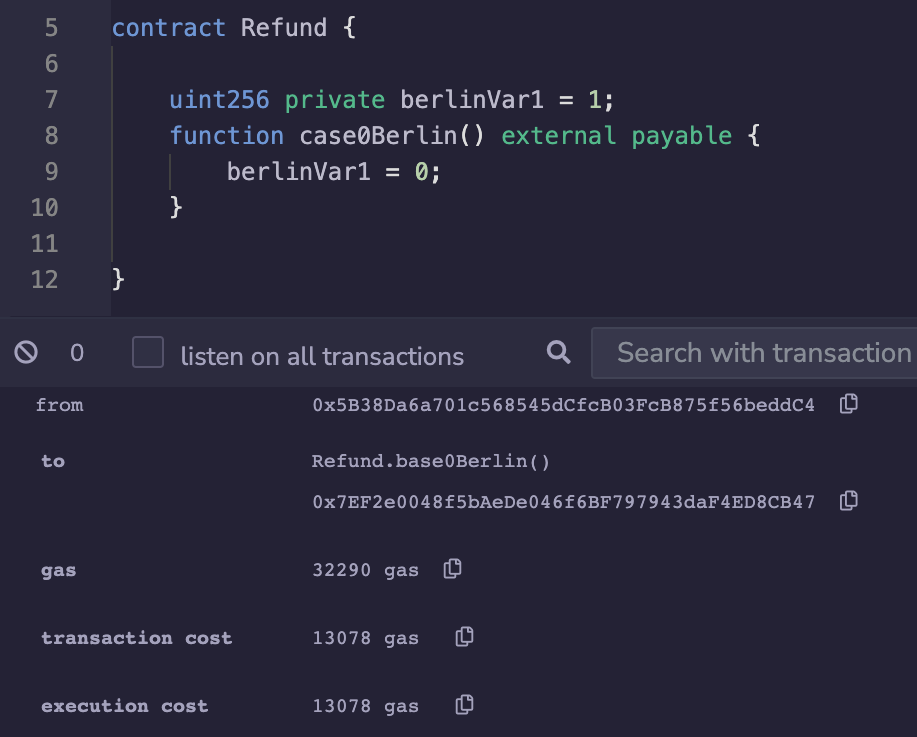 5 contract Refund {
6
7 uint256 private berlinVar1 = 1;
8 function case0Berlin() external payable {
9 berlinVar1 = 0;
10 }
11
12 }
0 listen on all transactions Search with transaction
from 0x5B38Da6a701c568545dCfcB03FcB875f56beddC4
to Refund.base0Berlin()
0x7EF2e0048f5bAeDe046f6BF797943daF4ED8CB47
gas 32290 gas
transaction cost 13078 gas
execution cost 13078 gas